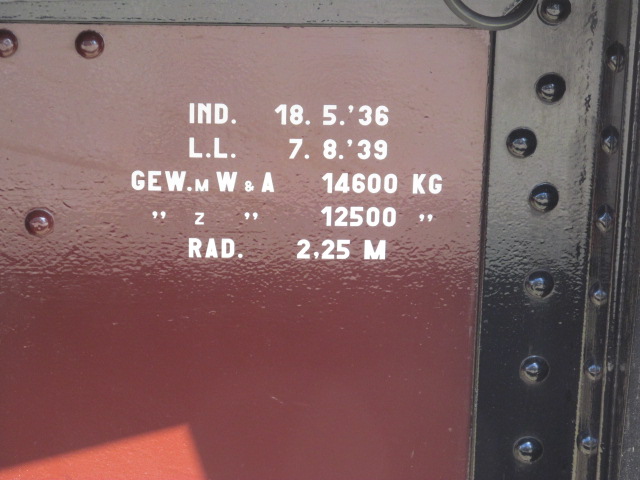 IND. 18. 5.'36
L.L. 7. 8.'39
GEW.M W & A 14600 KG
" Z " 12500 "
RAD. 2,25 M